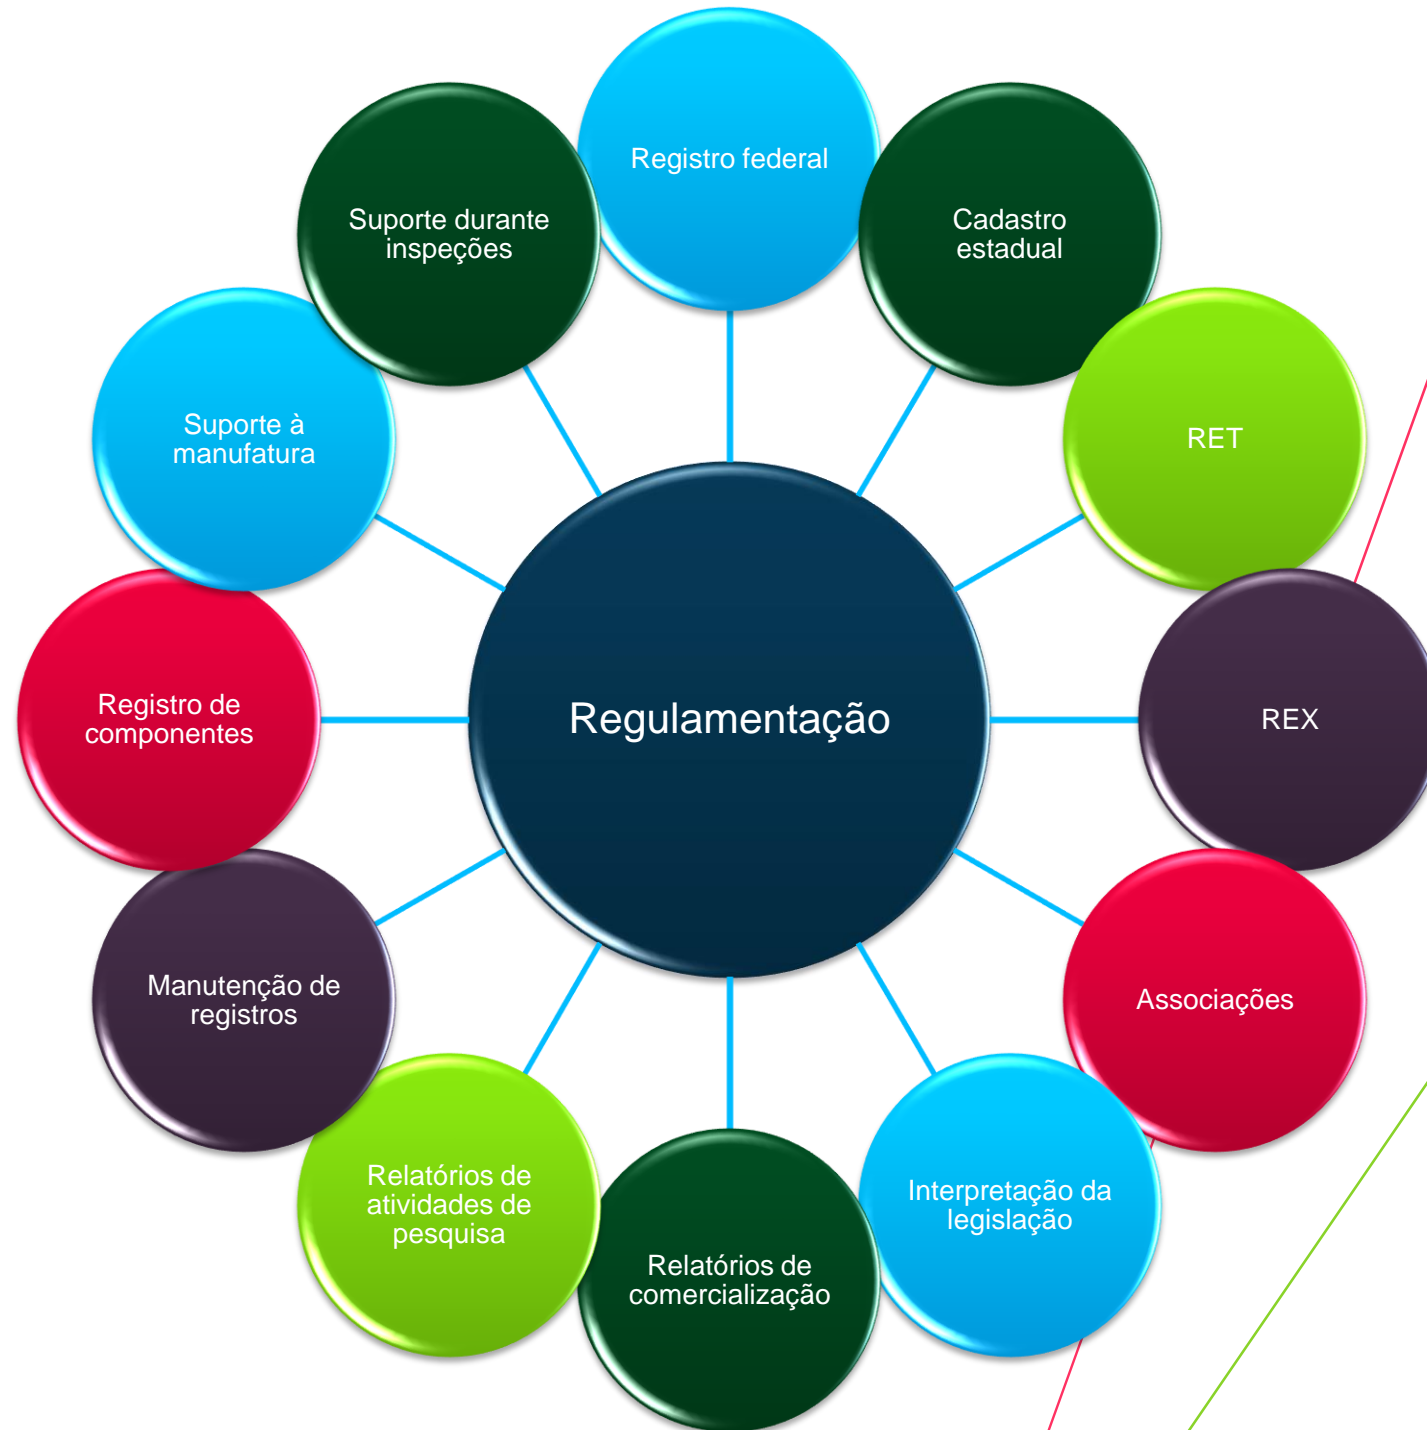 Registro federal
Cadastro
estadual
RET
REX
Associações
Interpretação da
legislação
Relatórios de
comercialização
Relatórios de
atividades de
pesquisa
Manutenção de
registros
Registro de
componentes
Suporte à
manufatura
Suporte durante
inspeções
Regulamentação